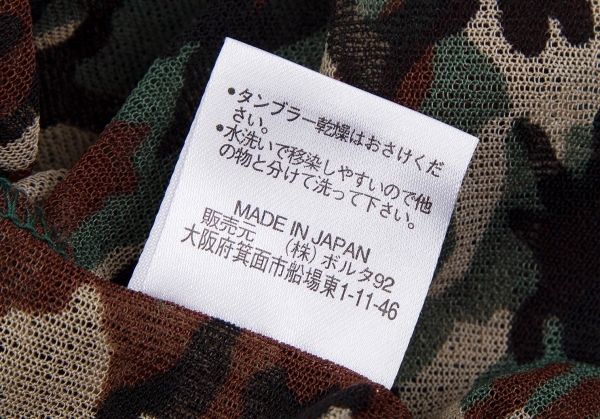 ●タンブラー乾燥はおさけくだ
さい。
●水洗いで移染しやすいので他
の物と分けて洗って下さい。
MADE IN JAPAN
販売元　(株) ボルタ92
大阪府箕面市船場東1-11-46